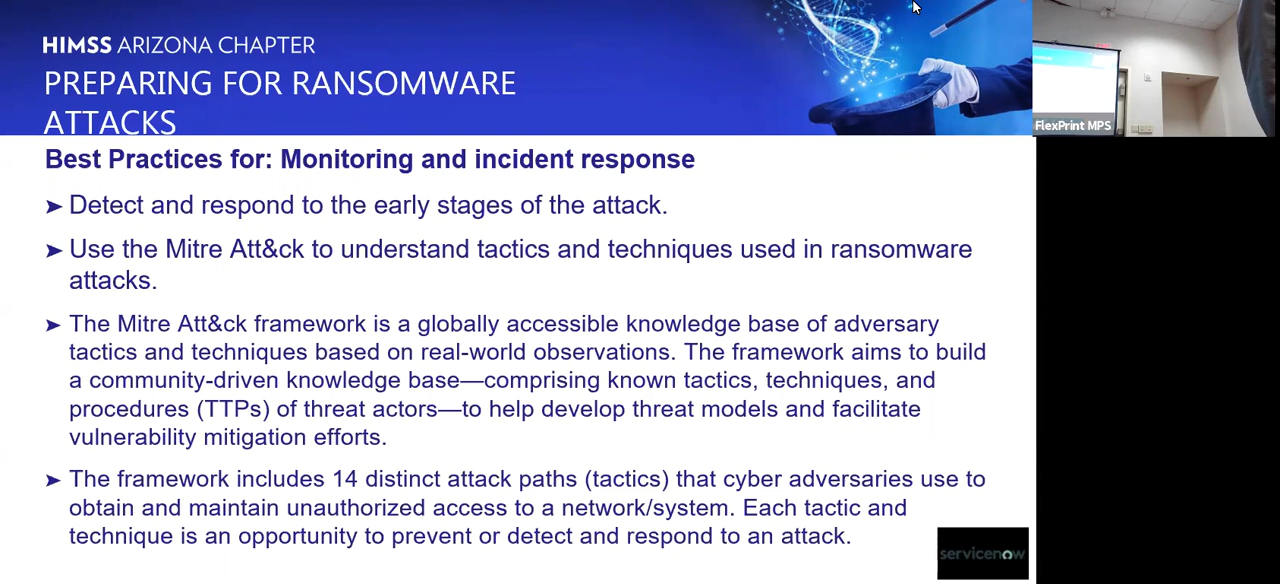 HIMSS ARIZONA CHAPTER
PREPARING FOR RANSOMWARE
ATTACKS
FlexPrint MPS
Best Practices for: Monitoring and incident response
➤ Detect and respond to the early stages of the attack.
➤ Use the Mitre Att&ck to understand tactics and techniques used in ransomware
attacks.
➤ The Mitre Att&ck framework is a globally accessible knowledge base of adversary
tactics and techniques based on real-world observations. The framework aims to build
a community-driven knowledge base—comprising known tactics, techniques, and
procedures (TTPs) of threat actors—to help develop threat models and facilitate
vulnerability mitigation efforts.
➤ The framework includes 14 distinct attack paths (tactics) that cyber adversaries use to
obtain and maintain unauthorized access to a network/system. Each tactic and
technique is an opportunity to prevent or detect and respond to an attack.
servicenow